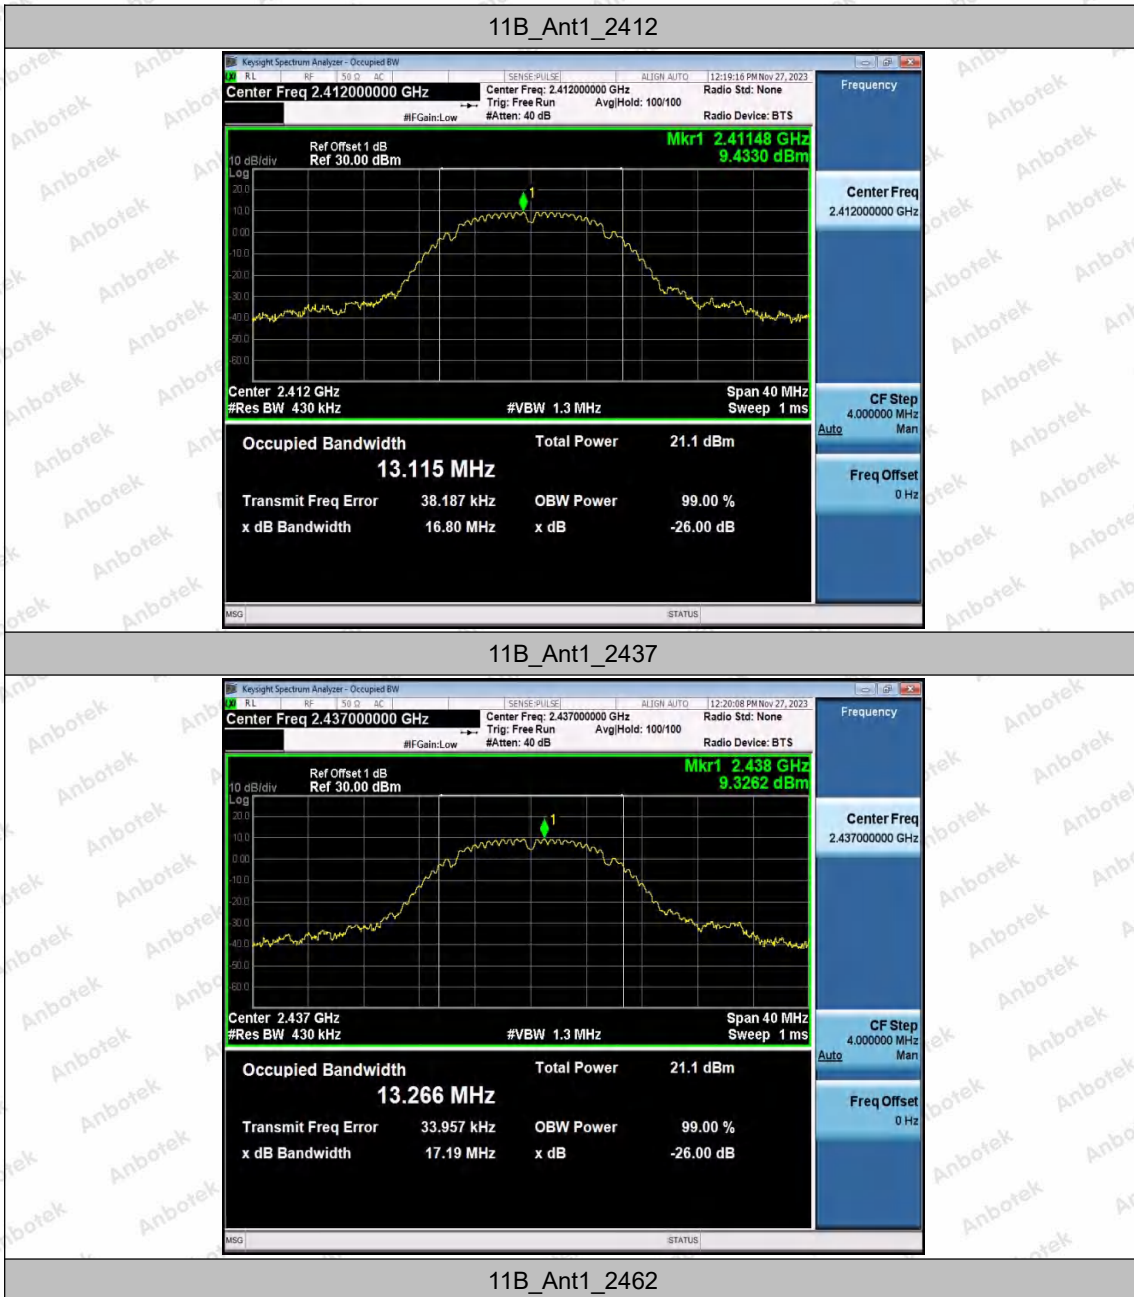 11B_Ant1_2412
Keysight Spectrum Analyzer - Occupied BW
RL RF 50 Ω AC SENSE:PULSE ALIGN AUTO 12:19:16 PM Nov 27, 2023
Center Freq 2.412000000 GHz
Center Freq: 2.412000000 GHz
Radio Std: None
Trig: Free Run Avg|Hold: 100/100
#IFGain:Low #Atten: 40 dB Radio Device: BTS
Frequency
Mkr1 2.41148 GHz
9.4330 dBm
Ref Offset 1 dB
10 dB/div Ref 30.00 dBm
Log
20.0
10.0
0.00
-10.0
-20.0
-30.0
-40.0
-50.0
-60.0
1
Center 2.412 GHz Span 40 MHz
#Res BW 430 kHz #VBW 1.3 MHz Sweep 1 ms
Center Freq
2.412000000 GHz
CF Step
4.000000 MHz
Auto Man
Freq Offset
0 Hz
Occupied Bandwidth Total Power 21.1 dBm
13.115 MHz
Transmit Freq Error 38.187 kHz OBW Power 99.00 %
x dB Bandwidth 16.80 MHz x dB -26.00 dB
MSG STATUS
11B_Ant1_2437
Keysight Spectrum Analyzer - Occupied BW
RL RF 50 Ω AC SENSE:PULSE ALIGN AUTO 12:20:08 PM Nov 27, 2023
Center Freq 2.437000000 GHz
Center Freq: 2.437000000 GHz
Radio Std: None
Trig: Free Run Avg|Hold: 100/100
#IFGain:Low #Atten: 40 dB Radio Device: BTS
Frequency
Mkr1 2.438 GHz
9.3262 dBm
Ref Offset 1 dB
10 dB/div Ref 30.00 dBm
Log
20.0
10.0
0.00
-10.0
-20.0
-30.0
-40.0
-50.0
-60.0
1
Center 2.437 GHz Span 40 MHz
#Res BW 430 kHz #VBW 1.3 MHz Sweep 1 ms
Center Freq
2.437000000 GHz
CF Step
4.000000 MHz
Auto Man
Freq Offset
0 Hz
Occupied Bandwidth Total Power 21.1 dBm
13.266 MHz
Transmit Freq Error 33.957 kHz OBW Power 99.00 %
x dB Bandwidth 17.19 MHz x dB -26.00 dB
MSG STATUS
11B_Ant1_2462
Anbotek